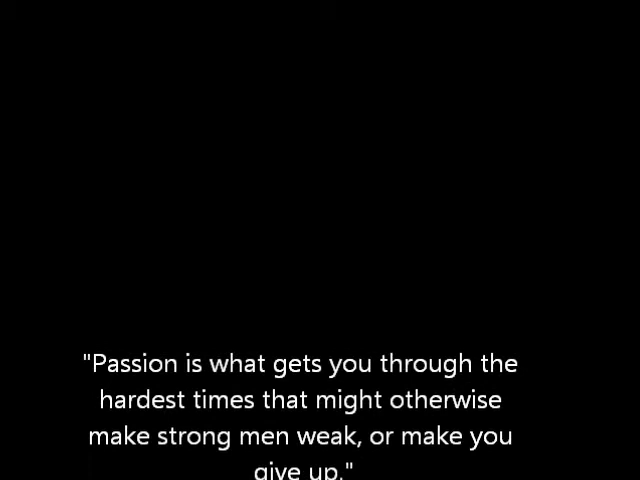 "Passion is what gets you through the
hardest times that might otherwise
make strong men weak, or make you
give up."